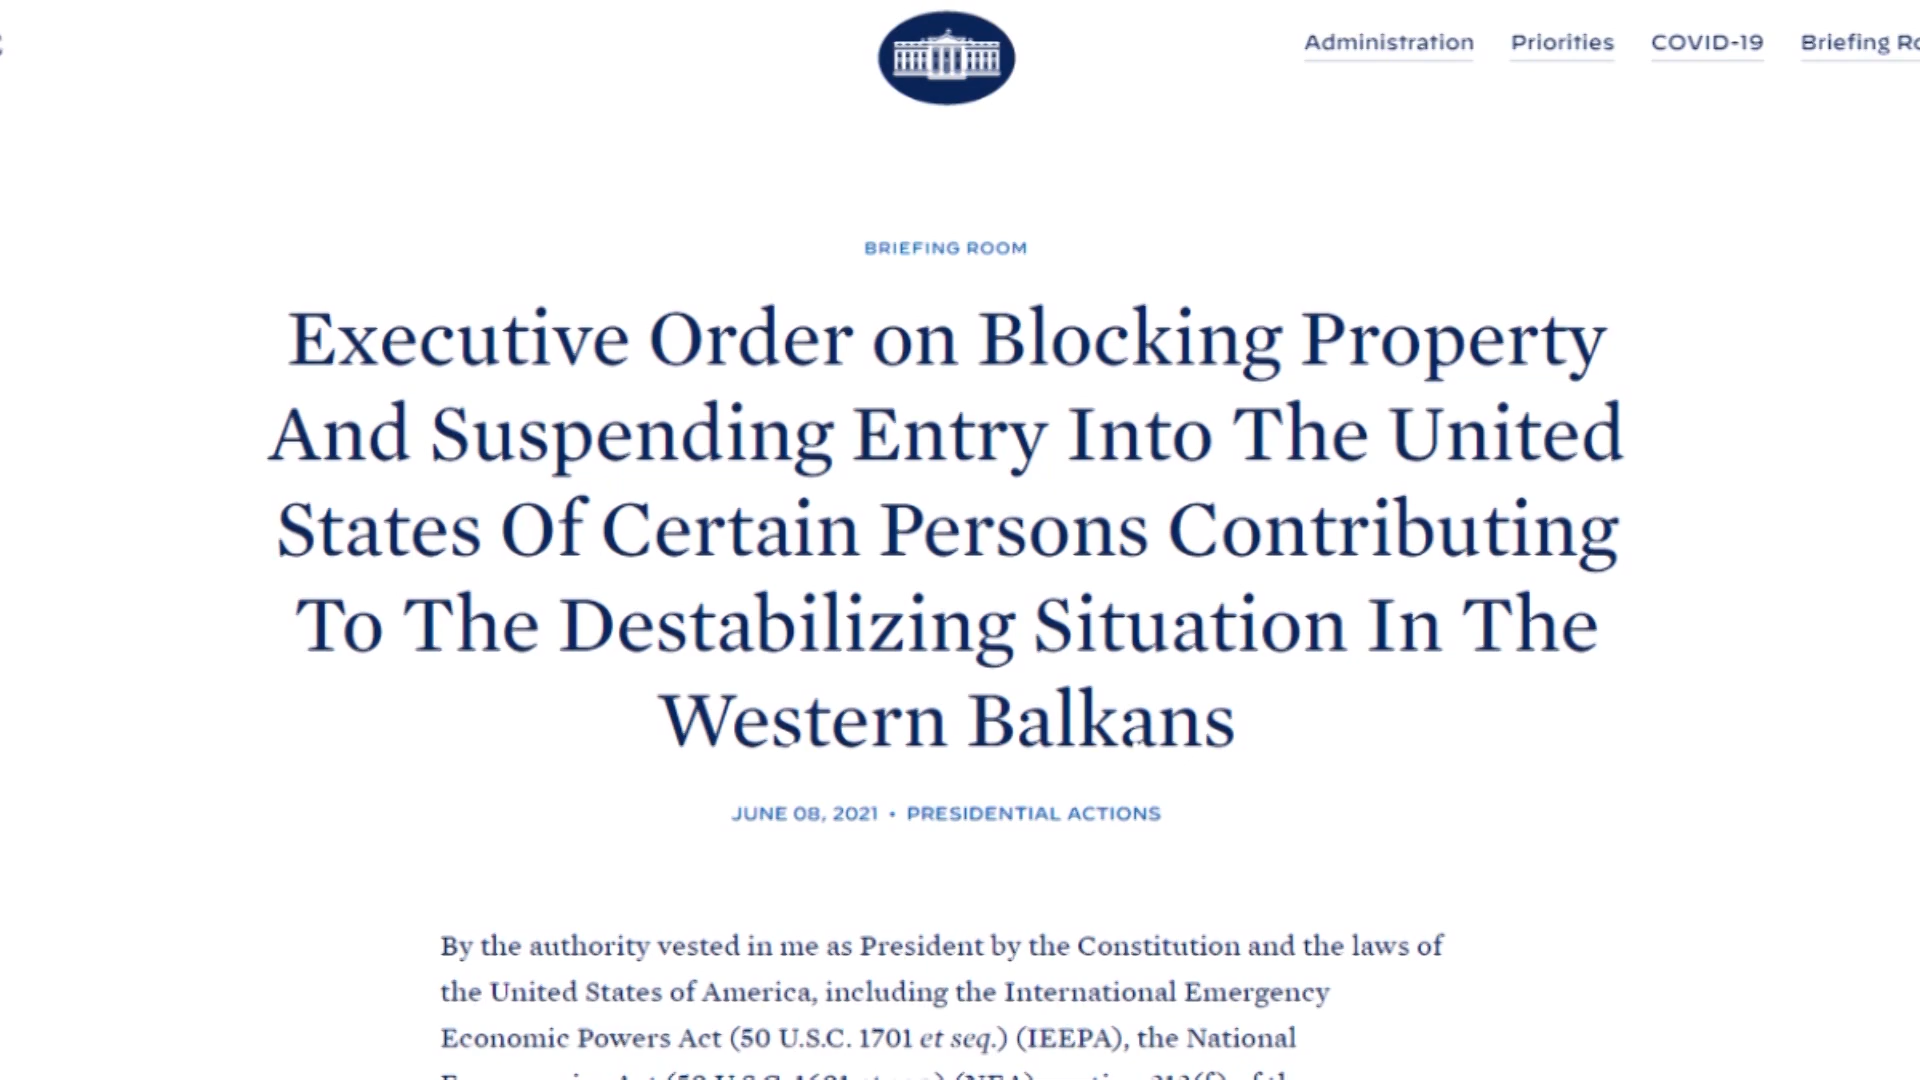 Administration Priorities COVID-19 Briefing
BRIEFING ROOM
Executive Order on Blocking Property
And Suspending Entry Into The United
States Of Certain Persons Contributing
To The Destabilizing Situation In The
Western Balkans
JUNE 08, 2021 • PRESIDENTIAL ACTIONS
By the authority vested in me as President by the Constitution and the laws of
the United States of America, including the International Emergency
Economic Powers Act (50 U.S.C. 1701 et seq.) (IEEPA), the National